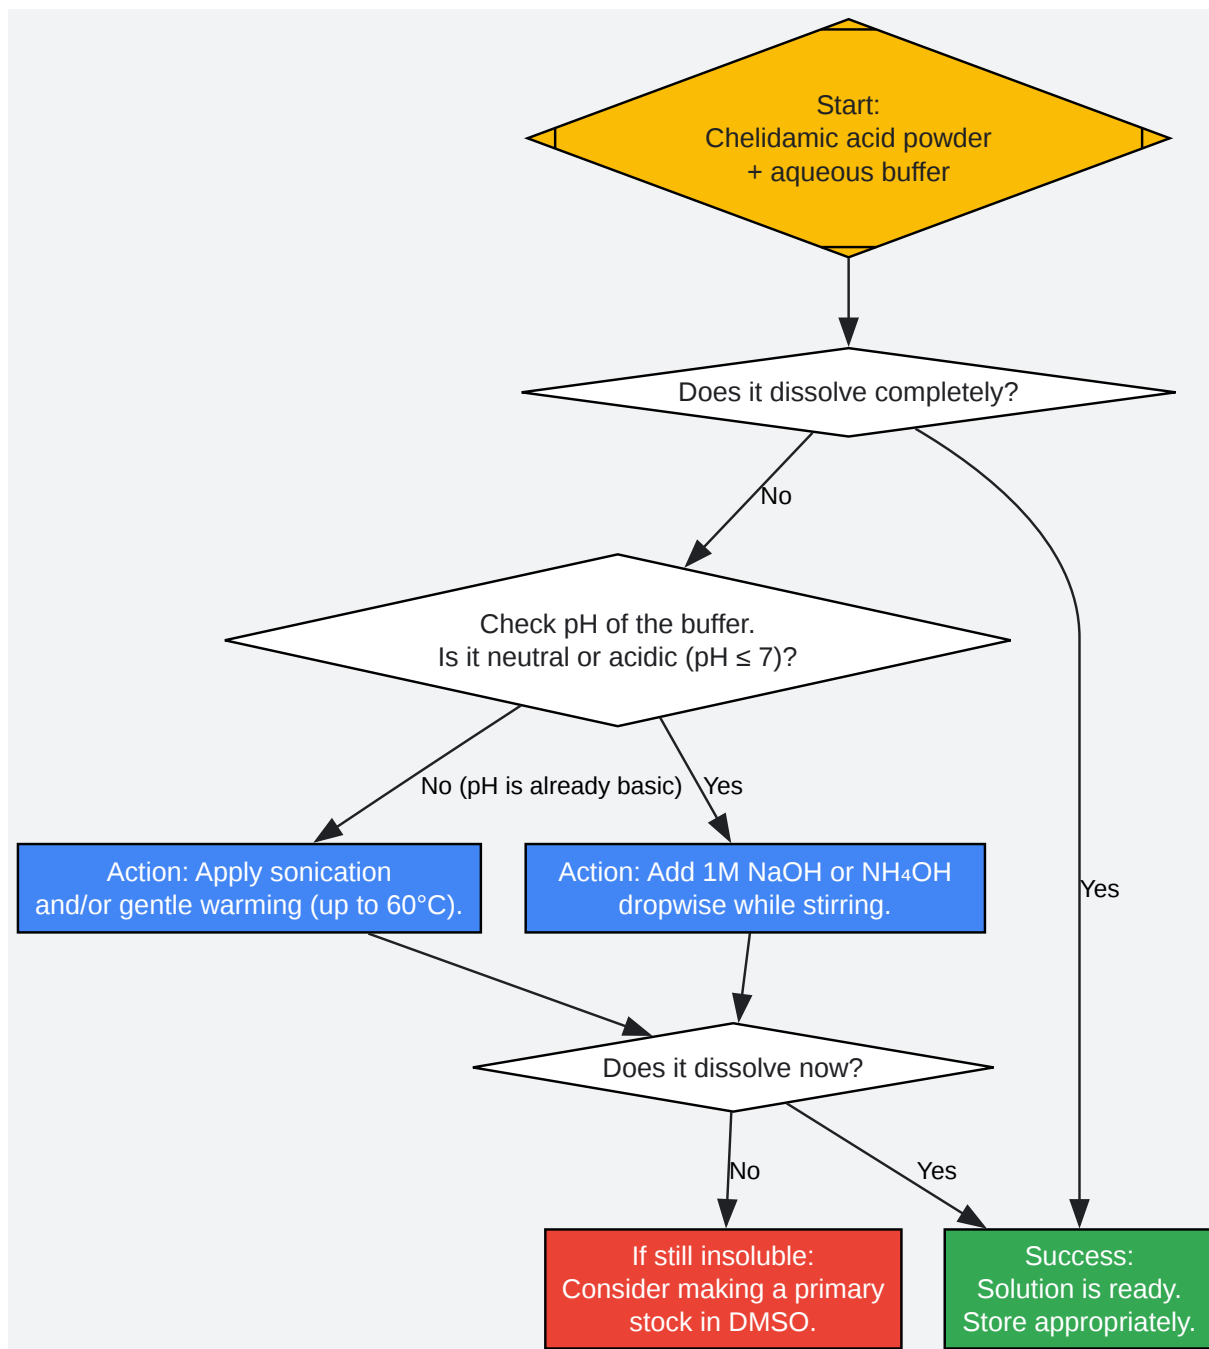 Start:
Chelidamic acid powder
+ aqueous buffer
Does it dissolve completely?
No
Check pH of the buffer.
Is it neutral or acidic (pH ≤ 7)?
No (pH is already basic)
Yes
Action: Apply sonication
and/or gentle warming (up to 60°C).
Action: Add 1M NaOH or NH₄OH
dropwise while stirring.
Yes
Does it dissolve now?
No
Yes
If still insoluble:
Consider making a primary
stock in DMSO.
Success:
Solution is ready.
Store appropriately.